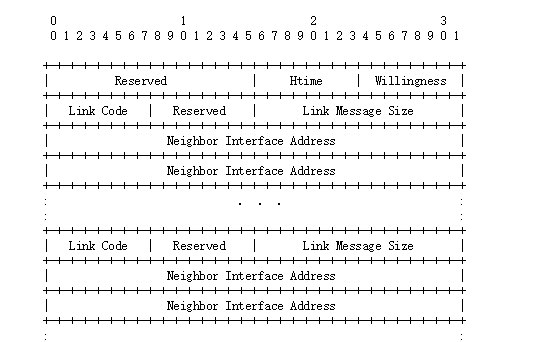 0                   1                   2                   3
0 1 2 3 4 5 6 7 8 9 0 1 2 3 4 5 6 7 8 9 0 1 2 3 4 5 6 7 8 9 0 1
+-+-+-+-+-+-+-+-+-+-+-+-+-+-+-+-+-+-+-+-+-+-+-+-+-+-+-+-+-+-+-+-+
|          Reserved             |     Htime     |  Willingness  |
+-+-+-+-+-+-+-+-+-+-+-+-+-+-+-+-+-+-+-+-+-+-+-+-+-+-+-+-+-+-+-+-+
|   Link Code   |   Reserved    |       Link Message Size       |
+-+-+-+-+-+-+-+-+-+-+-+-+-+-+-+-+-+-+-+-+-+-+-+-+-+-+-+-+-+-+-+-+
|                  Neighbor Interface Address                   |
+-+-+-+-+-+-+-+-+-+-+-+-+-+-+-+-+-+-+-+-+-+-+-+-+-+-+-+-+-+-+-+-+
|                  Neighbor Interface Address                   |
+-+-+-+-+-+-+-+-+-+-+-+-+-+-+-+-+-+-+-+-+-+-+-+-+-+-+-+-+-+-+-+-+
:                             . . .                             :
:                                                               :
+-+-+-+-+-+-+-+-+-+-+-+-+-+-+-+-+-+-+-+-+-+-+-+-+-+-+-+-+-+-+-+-+
|   Link Code   |   Reserved    |       Link Message Size       |
+-+-+-+-+-+-+-+-+-+-+-+-+-+-+-+-+-+-+-+-+-+-+-+-+-+-+-+-+-+-+-+-+
|                  Neighbor Interface Address                   |
+-+-+-+-+-+-+-+-+-+-+-+-+-+-+-+-+-+-+-+-+-+-+-+-+-+-+-+-+-+-+-+-+
|                  Neighbor Interface Address                   |
+-+-+-+-+-+-+-+-+-+-+-+-+-+-+-+-+-+-+-+-+-+-+-+-+-+-+-+-+-+-+-+-+
:                                                               :